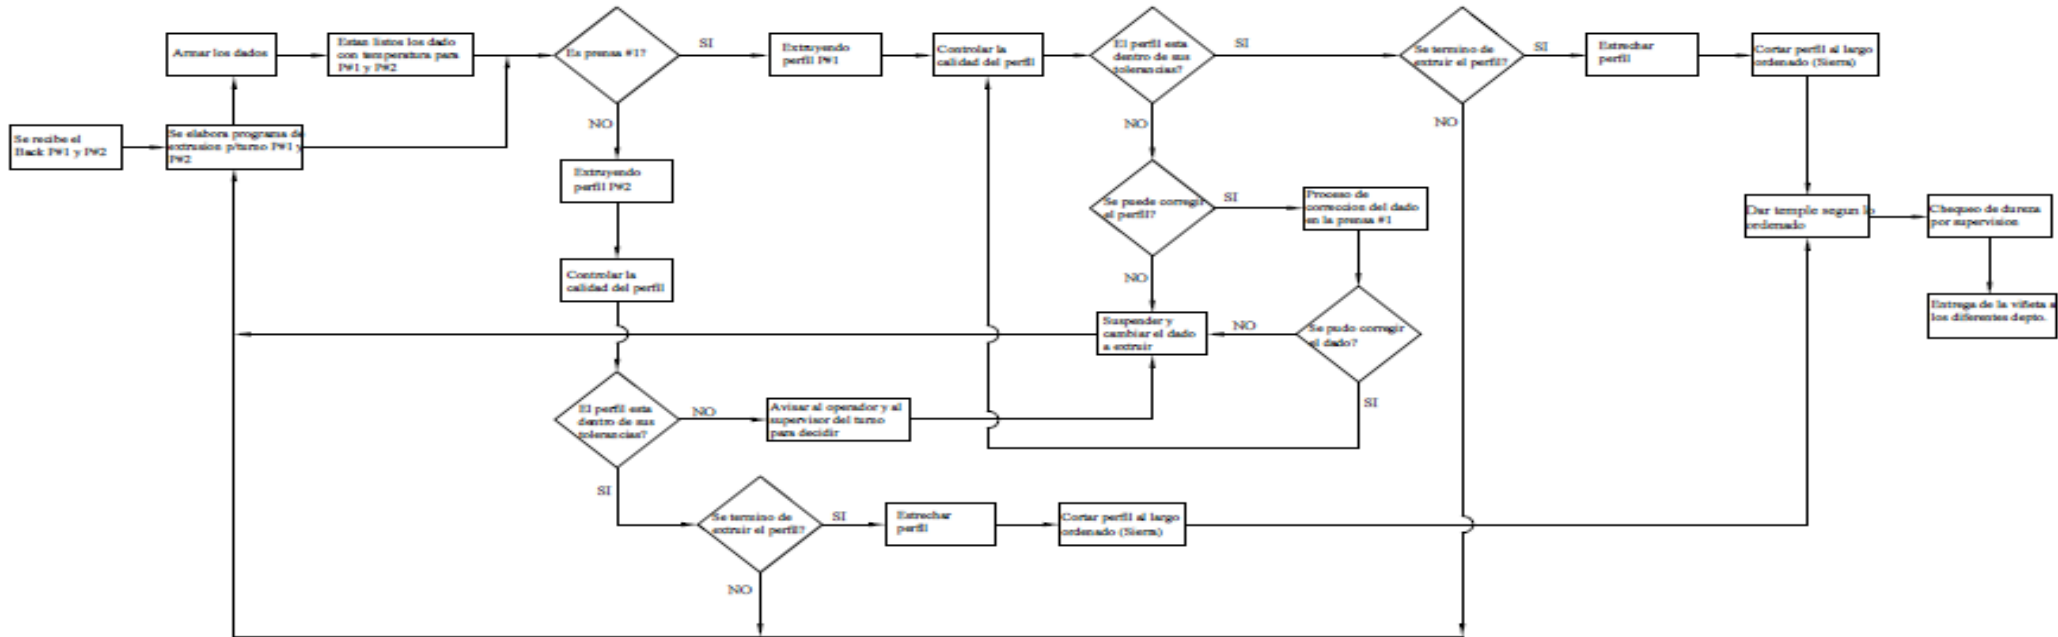 Armar los dados
Estan listos los dado
con temperatura para
P#1 y P#2
Es prensa #1?
SI
Extruyendo
perfil P#1
Controlar la
calidad del perfil
El perfil esta
dentro de sus
tolerancias?
SI
Se termino de
extruir el perfil?
SI
Estrechar
perfil
Cortar perfil al largo
ordenado (Sierra)
Se recibe el
Back P#1 y P#2
Se elabora programa de
extrusion p/turno P#1 y
P#2
NO
NO
NO
Extruyendo
perfil P#2
Se puede corregir
el perfil?
SI
Proceso de
correccion del dado
en la prensa #1
Dar temple segun lo
ordenado
Chequeo de dureza
por supervision
Controlar la
calidad del perfil
NO
Suspender y
cambiar el dado
a extruir
NO
Se pudo corregir
el dado?
Entrega de la viñeta a
los diferentes depto.
El perfil esta
dentro de sus
tolerancias?
NO
Avisar al operador y al
supervisor del turno
para decidir
SI
SI
Se termino de
extruir el perfil?
SI
Estrechar
perfil
Cortar perfil al largo
ordenado (Sierra)
NO